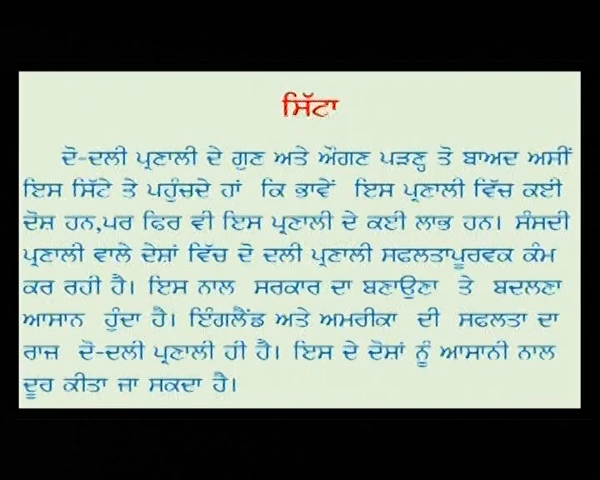 ਸਿੱਟਾ
ਦੋ-ਦਲੀ ਪ੍ਰਣਾਲੀ ਦੇ ਗੁਣ ਅਤੇ ਔਗਣ ਪੜਣ੍ਹ ਤੋ ਬਾਅਦ ਅਸੀਂ
ਇਸ ਸਿੱਟੇ ਤੇ ਪਹੁੰਚਦੇ ਹਾਂ ਕਿ ਭਾਵੇਂ ਇਸ ਪ੍ਰਣਾਲੀ ਵਿੱਚ ਕਈ
ਦੋਸ਼ ਹਨ,ਪਰ ਫਿਰ ਵੀ ਇਸ ਪ੍ਰਣਾਲੀ ਦੇ ਕਈ ਲਾਭ ਹਨ। ਸੰਸਦੀ
ਪ੍ਰਣਾਲੀ ਵਾਲੇ ਦੇਸ਼ਾਂ ਵਿੱਚ ਦੋ ਦਲੀ ਪ੍ਰਣਾਲੀ ਸਫਲਤਾਪੂਰਵਕ ਕੰਮ
ਕਰ ਰਹੀ ਹੈ। ਇਸ ਨਾਲ ਸਰਕਾਰ ਦਾ ਬਣਾਉਣਾ ਤੇ ਬਦਲਣਾ
ਆਸਾਨ ਹੁੰਦਾ ਹੈ। ਇੰਗਲੈਂਡ ਅਤੇ ਅਮਰੀਕਾ ਦੀ ਸਫਲਤਾ ਦਾ
ਰਾਜ਼ ਦੋ-ਦਲੀ ਪ੍ਰਣਾਲੀ ਹੀ ਹੈ। ਇਸ ਦੇ ਦੋਸ਼ਾਂ ਨੂੰ ਆਸਾਨੀ ਨਾਲ
ਦੂਰ ਕੀਤਾ ਜਾ ਸਕਦਾ ਹੈ।